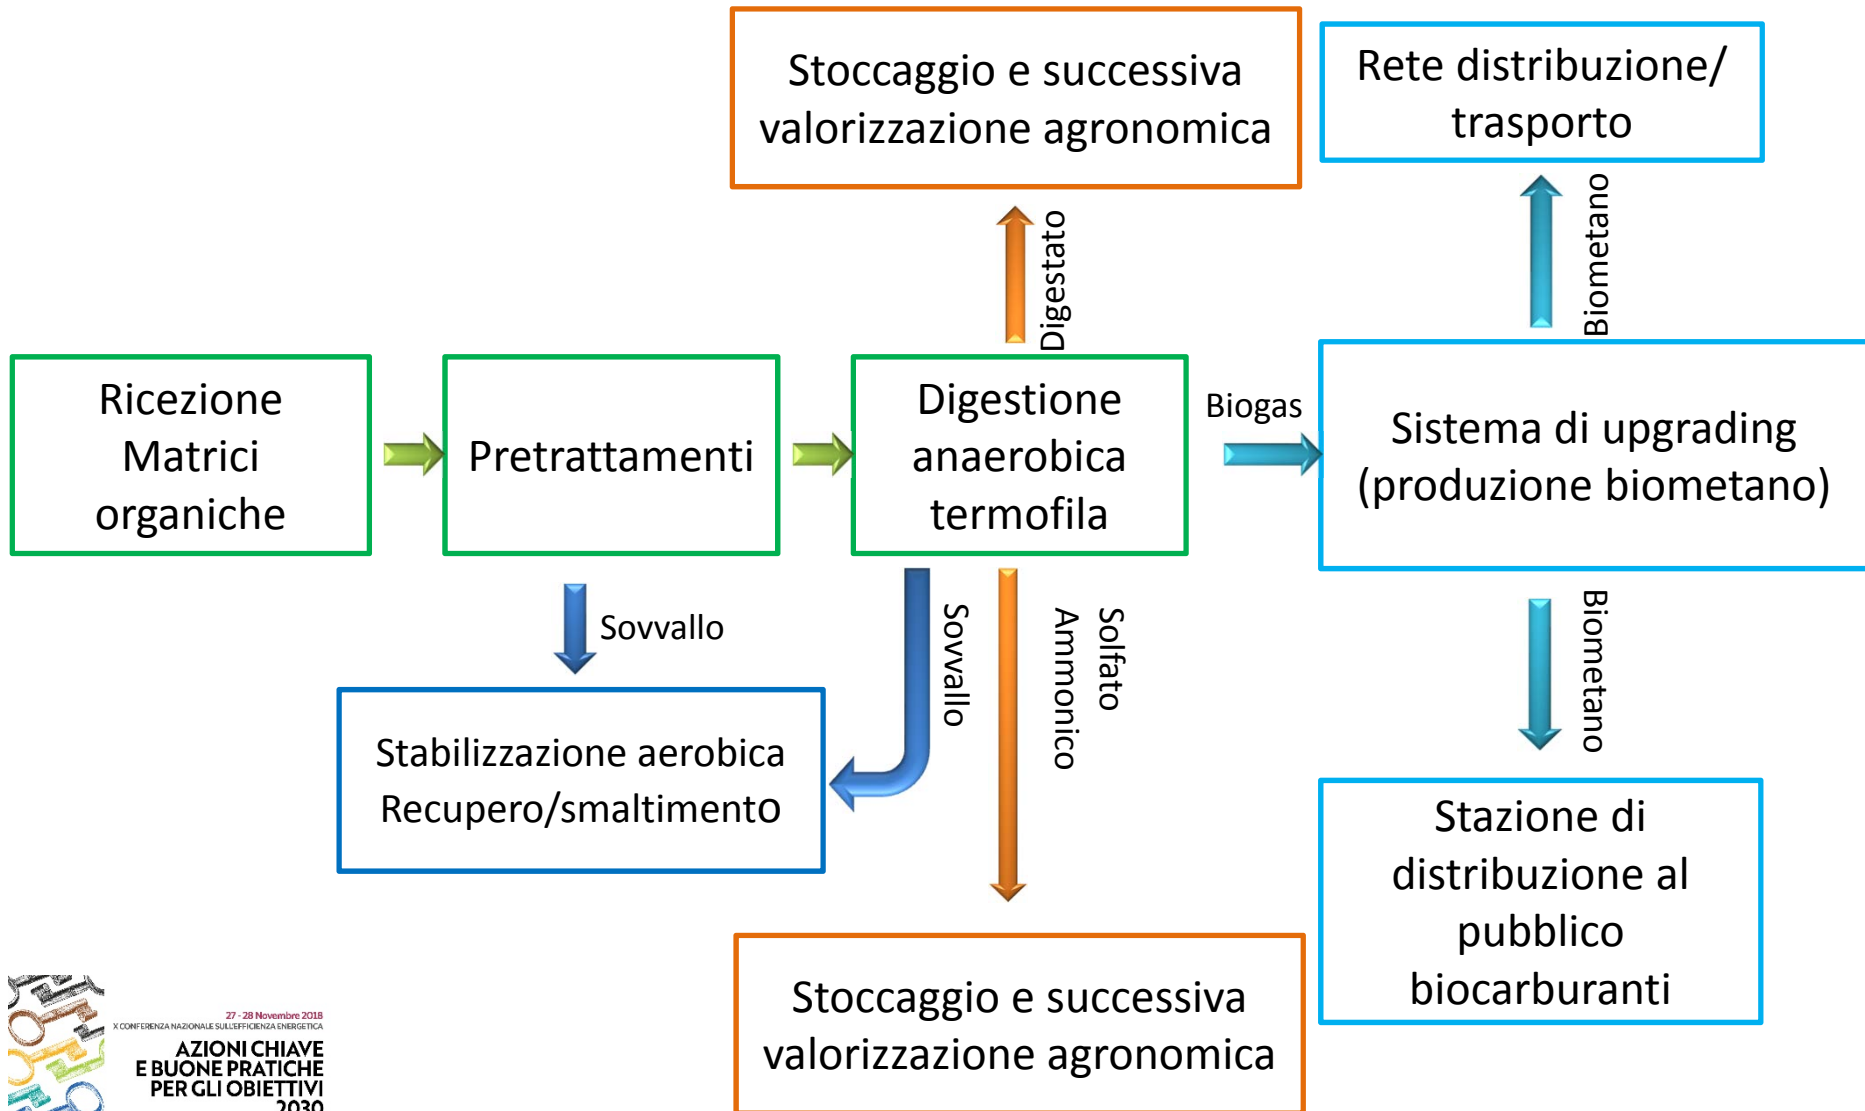 Stoccaggio e successiva
valorizzazione agronomica
Rete distribuzione/
trasporto
Digestato
Biometano
Ricezione
Matrici
organiche
Pretrattamenti
Digestione
anaerobica
termofila
Biogas
Sistema di upgrading
(produzione biometano)
Sovvallo
Sovvallo
Solfato
Ammonico
Biometano
Stabilizzazione aerobica
Recupero/smaltimento
Stazione di
distribuzione al
pubblico
biocarburanti
Stoccaggio e successiva
valorizzazione agronomica
27 - 28 Novembre 2018
X CONFERENZA NAZIONALE SULL'EFFICIENZA ENERGETICA
AZIONI CHIAVE
E BUONE PRATICHE
PER GLI OBIETTIVI
2030